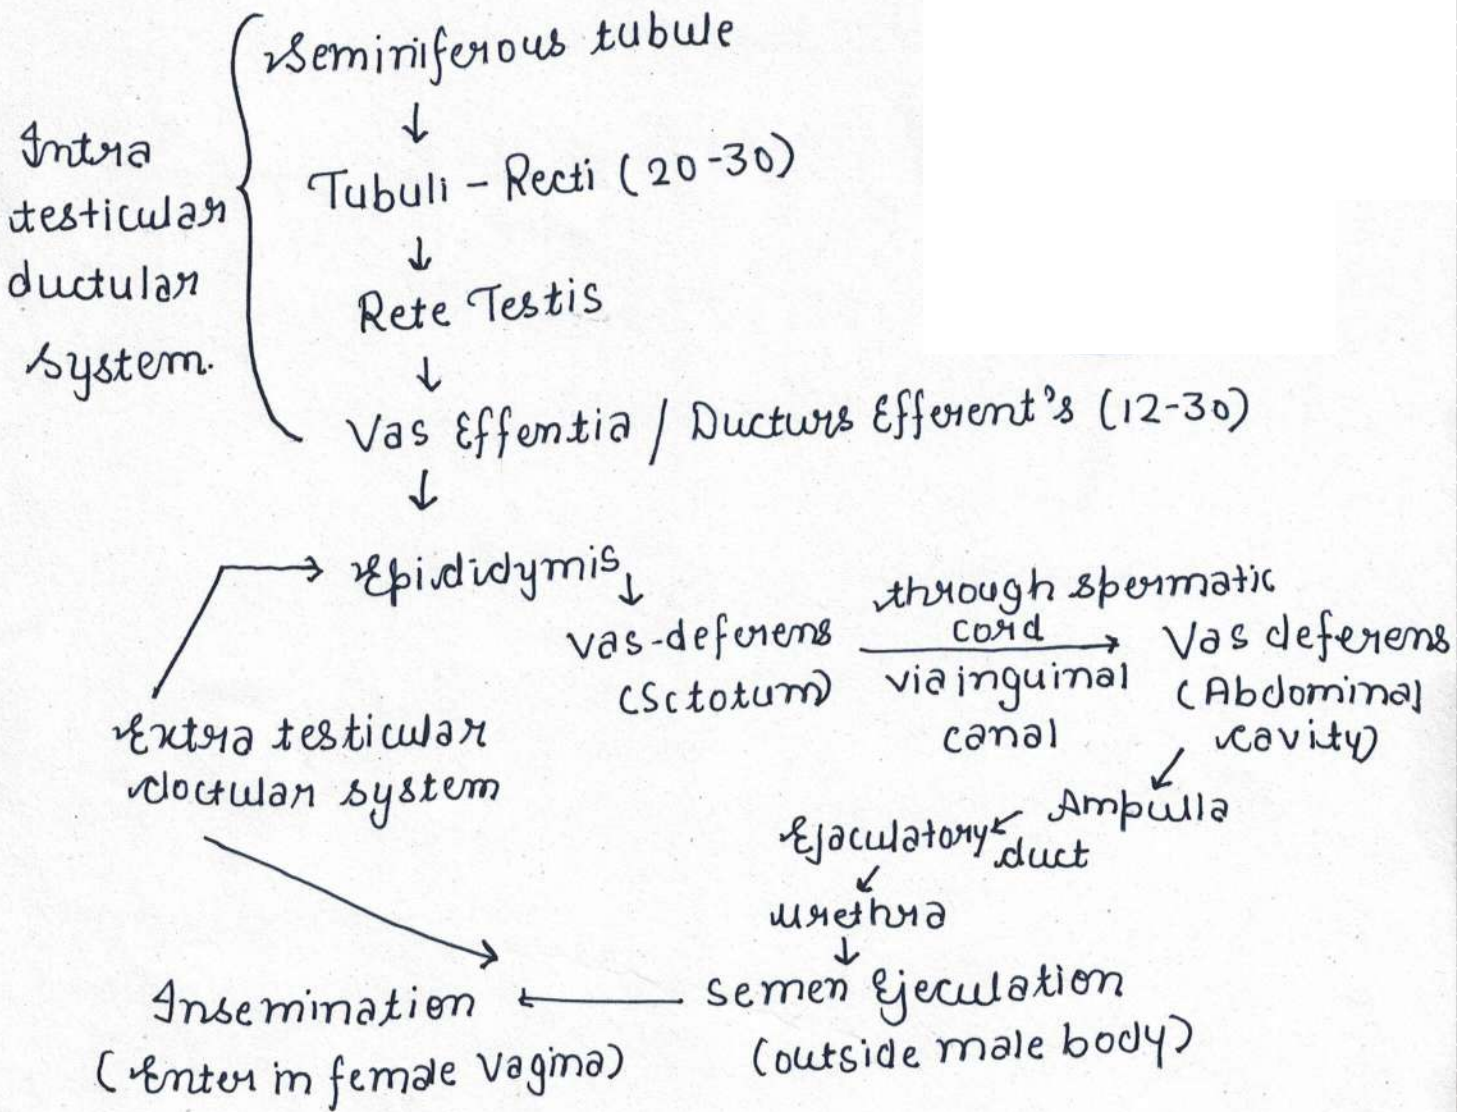 Seminiferous tubule
↓
Intra
testicular
ductular
system.
Tubuli - Recti (20-30)
↓
Rete Testis
↓
Vas Effentia / Ducturs Efferent's (12-30)
↓
Epididymis
↓
vas-deferens
(Sctotum)
through spermatic
cord
via inguinal
canal
Vas deferens
(Abdominal
cavity)
Extra testicular
doctular system
Ampulla
Ejaculatory
duct
urethra
↓
Semen Ejeculation
(outside male body)
Insemination
(Enter in female Vagina)